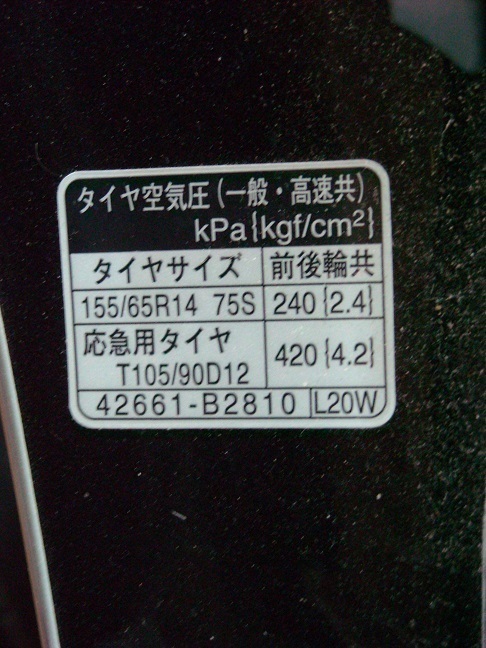 タイヤ空気圧(一般・高速共)
kPa{kgf/cm²}
タイヤサイズ 前後輪共
155/65R14 75S 240{2.4}
応急用タイヤ
T105/90D12 420{4.2}
42661-B2810 L20W